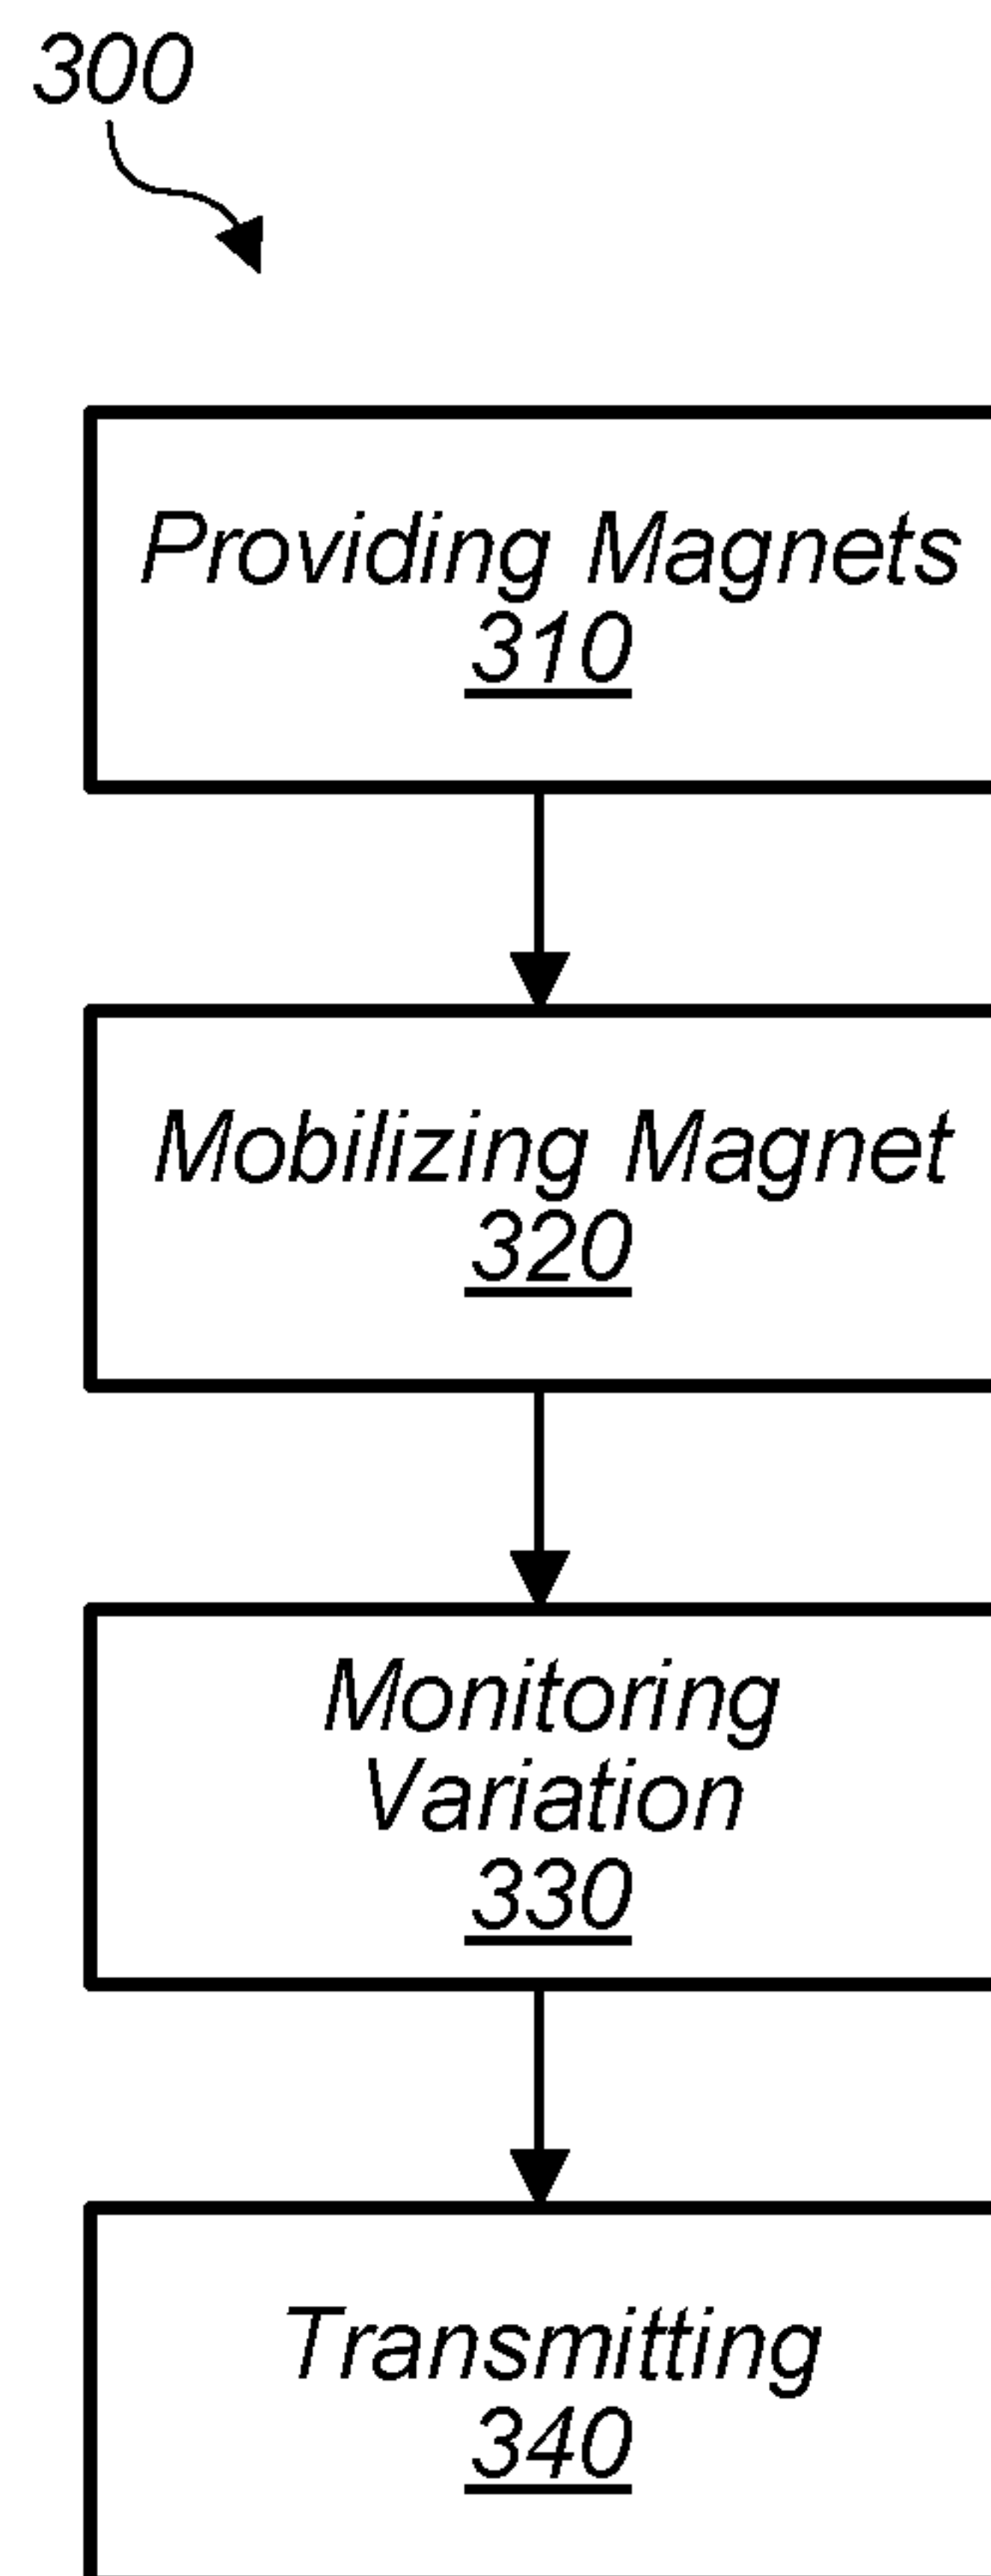 300
Providing Magnets
310
Mobilizing Magnet
320
Monitoring
Variation
330
Transmitting
340